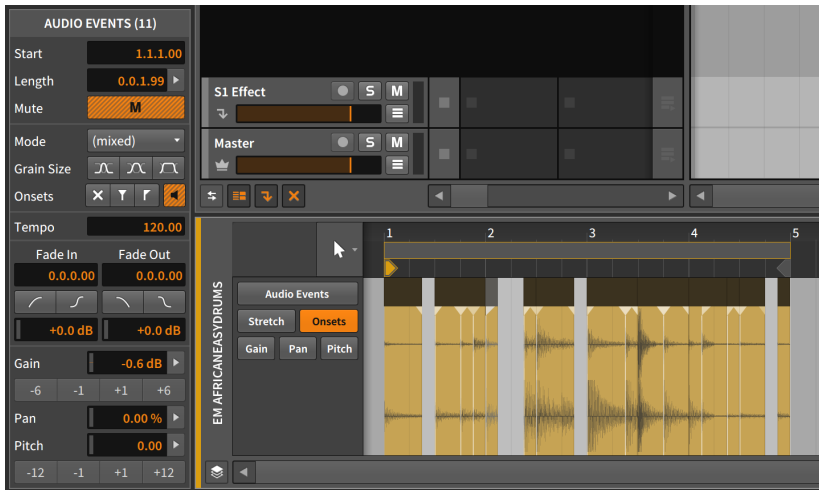 AUDIO EVENTS (11)
Start 1.1.1.00
Length 0.0.1.99
Mute M
Mode (mixed)
Grain Size
Onsets
Tempo 120.00
Fade In Fade Out
0.0.0.00 0.0.0.00
+0.0 dB +0.0 dB
Gain -0.6 dB
-6 -1 +1 +6
Pan 0.00 %
Pitch 0.00
-12 -1 +1 +12
S1 Effect S M
Master S M
1 2 3 4 5
EM AFRICANEASYDRUMS
Audio Events
Stretch Onsets
Gain Pan Pitch